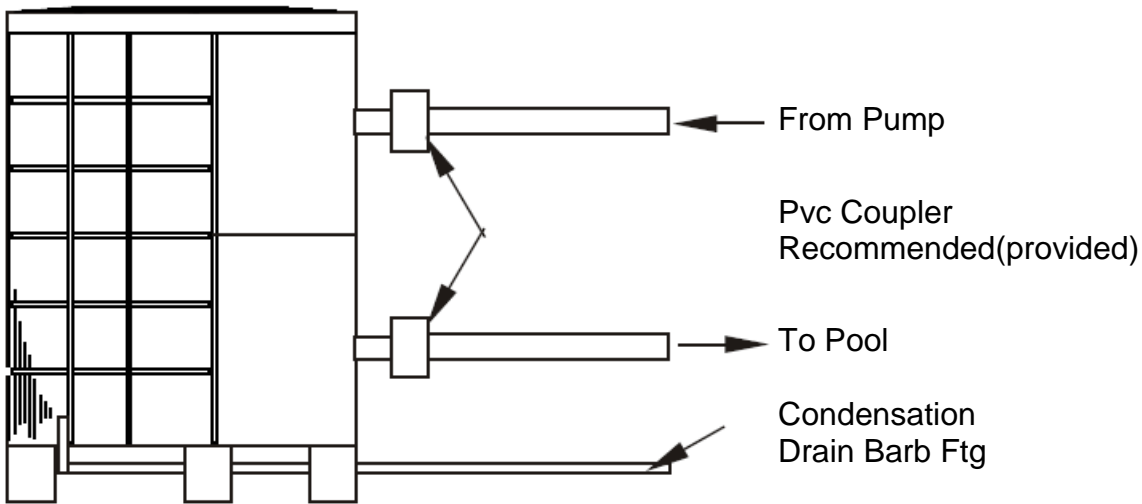 From Pump
Pvc Coupler
Recommended(provided)
To Pool
Condensation
Drain Barb Ftg